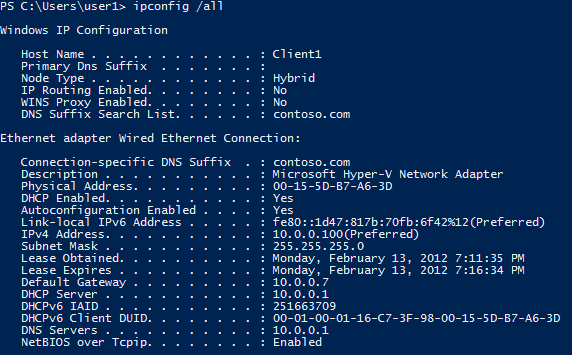 PS C:\Users\user1> ipconfig /all
Windows IP Configuration
Host Name . . . . . . . . . . . . : Client1
Primary Dns Suffix  . . . . . . . :
Node Type . . . . . . . . . . . . : Hybrid
IP Routing Enabled. . . . . . . . : No
WINS Proxy Enabled. . . . . . . . : No
DNS Suffix Search List. . . . . . : contoso.com
Ethernet adapter Wired Ethernet Connection:
Connection-specific DNS Suffix  . : contoso.com
Description . . . . . . . . . . . : Microsoft Hyper-V Network Adapter
Physical Address. . . . . . . . . : 00-15-5D-B7-A6-3D
DHCP Enabled. . . . . . . . . . . : Yes
Autoconfiguration Enabled . . . . : Yes
Link-local IPv6 Address . . . . . : fe80::1d47:817b:70fb:6f42%12(Preferred)
IPv4 Address. . . . . . . . . . . : 10.0.0.100(Preferred)
Subnet Mask . . . . . . . . . . . : 255.255.255.0
Lease Obtained. . . . . . . . . . : Monday, February 13, 2012 7:11:35 PM
Lease Expires . . . . . . . . . . : Monday, February 13, 2012 7:16:34 PM
Default Gateway . . . . . . . . . : 10.0.0.7
DHCP Server . . . . . . . . . . . : 10.0.0.1
DHCPv6 IAID . . . . . . . . . . . : 251663709
DHCPv6 Client DUID. . . . . . . . : 00-01-00-01-16-C7-3F-98-00-15-5D-B7-A6-3D
DNS Servers . . . . . . . . . . . : 10.0.0.1
NetBIOS over Tcpip. . . . . . . . : Enabled